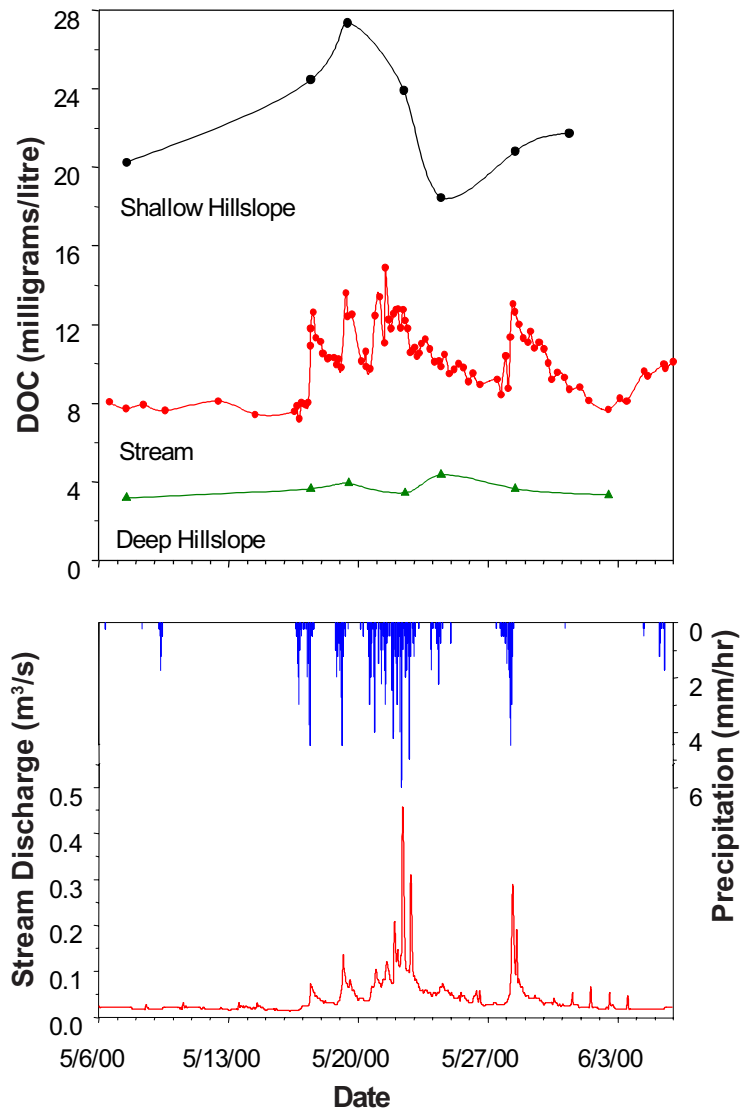 28
24
20
16
12
8
4
0
DOC (milligrams/litre)
Shallow Hillslope
Stream
Deep Hillslope
0
2
4
6
Precipitation (mm/hr)
0.5
0.4
0.3
0.2
0.1
0.0
Stream Discharge (m³/s)
5/6/00 5/13/00 5/20/00 5/27/00 6/3/00
Date